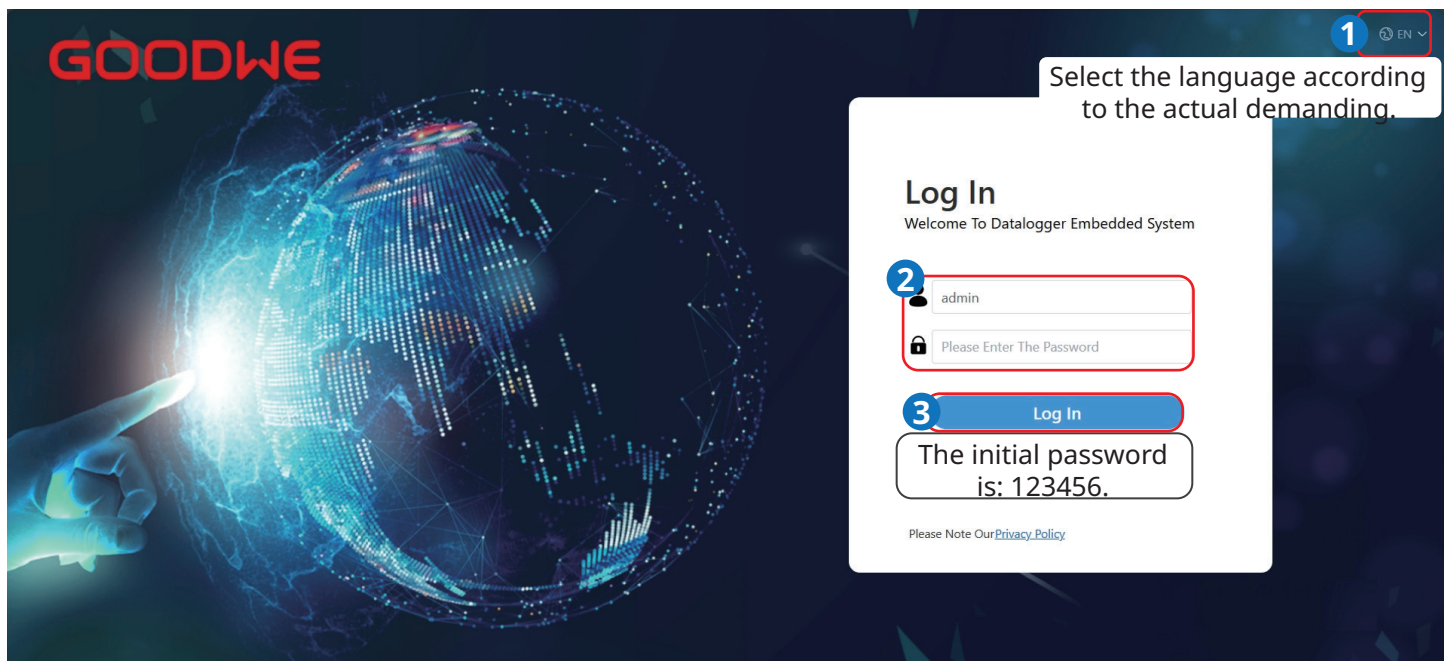 GOODWE
1
EN
Select the language according
to the actual demanding.
Log In
Welcome To Datalogger Embedded System
2
admin
Please Enter The Password
3
Log In
The initial password
is: 123456.
Please Note OurPrivacy Policy